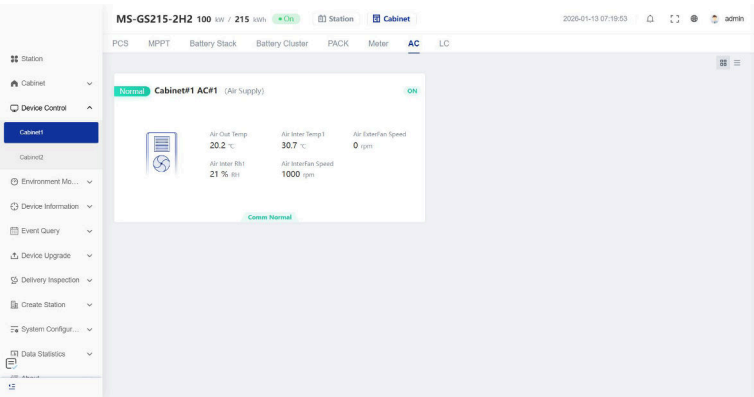 MS-GS215-2H2 100 kW / 215 kWh On Station Cabinet 2026-01-13 07:19:53 admin
PCS MPPT Battery Stack Battery Cluster PACK Meter AC LC
Station
Cabinet
Device Control
Cabinet1
Cabinet2
Environment Mo...
Device Information
Event Query
Device Upgrade
Delivery Inspection
Create Station
System Configur...
Data Statistics
About
Normal Cabinet#1 AC#1 (Air Supply) ON
Air Out Temp Air Inter Temp1 Air ExterFan Speed
20.2 ℃ 30.7 ℃ 0 rpm
Air Inter Rh1 Air InterFan Speed
21 % RH 1000 rpm
Comm Normal